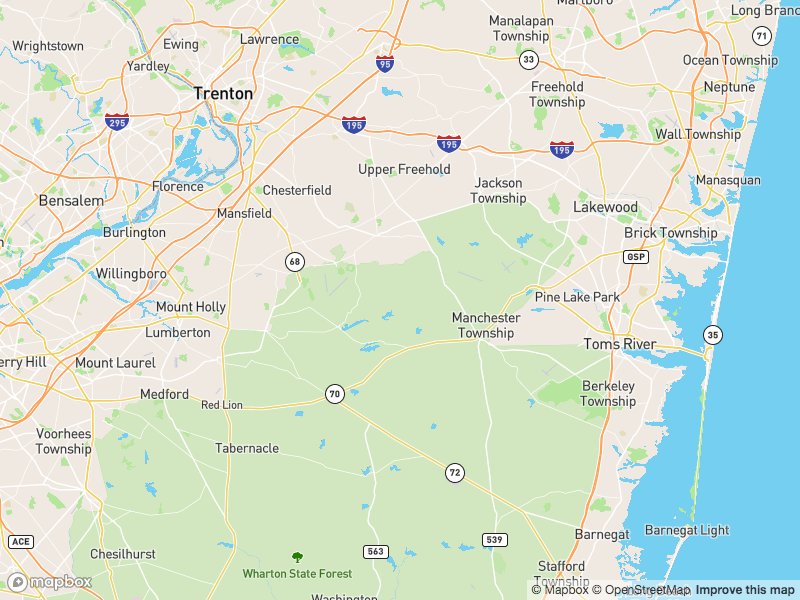 Marlboro
Long Branch
Manalapan
Township
71
Wrightstown
Ewing
Lawrence
Yardley
95
33
Ocean Township
Trenton
Freehold
Township
Neptune
295
195
195
195
Wall Township
Upper Freehold
Florence
Chesterfield
Jackson
Township
Manasquan
Bensalem
Mansfield
Lakewood
Burlington
Brick Township
68
GSP
Willingboro
Mount Holly
Pine Lake Park
Lumberton
Manchester
Township
35
Toms River
Cherry Hill
Mount Laurel
Medford
70
Berkeley
Township
Red Lion
Voorhees
Township
Tabernacle
72
Barnegat
Barnegat Light
ACE
539
563
Chesilhurst
Wharton State Forest
Stafford
Township
Washington
mapbox
© Mapbox © OpenStreetMap Improve this map